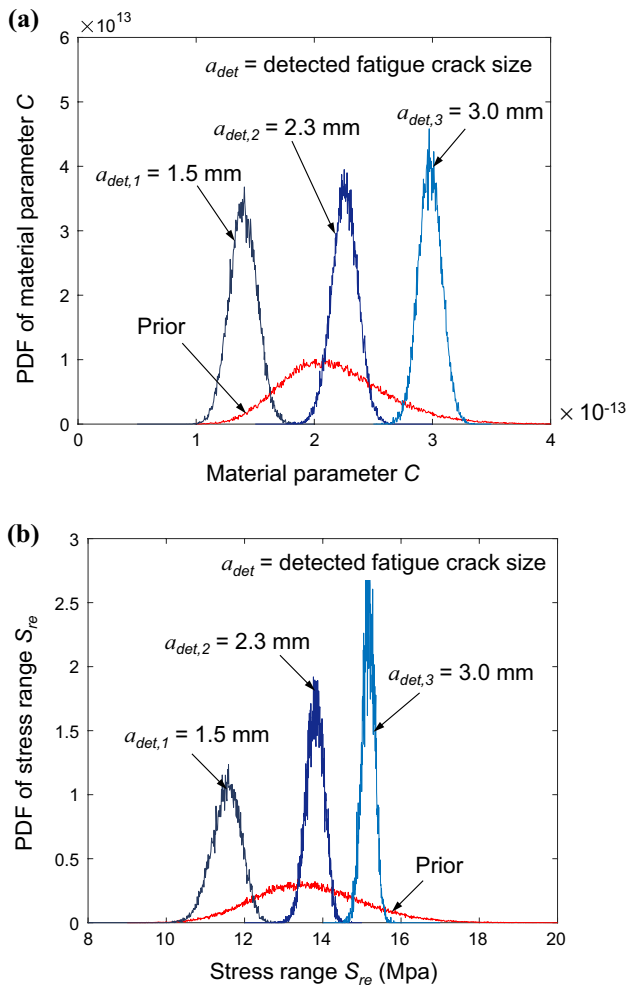 (a)
× 10^13
6
a_det = detected fatigue crack size
5
a_det,3 = 3.0 mm
a_det,2 = 2.3 mm
4
a_det,1 = 1.5 mm
3
PDF of material parameter C
2
Prior
1
0
0 1 2 3 4
× 10^-13
Material parameter C
(b)
3
a_det = detected fatigue crack size
2.5
a_det,2 = 2.3 mm
2
a_det,3 = 3.0 mm
a_det,1 = 1.5 mm
1.5
PDF of stress range S_re
1
Prior
0.5
0
8 10 12 14 16 18 20
Stress range S_re (Mpa)